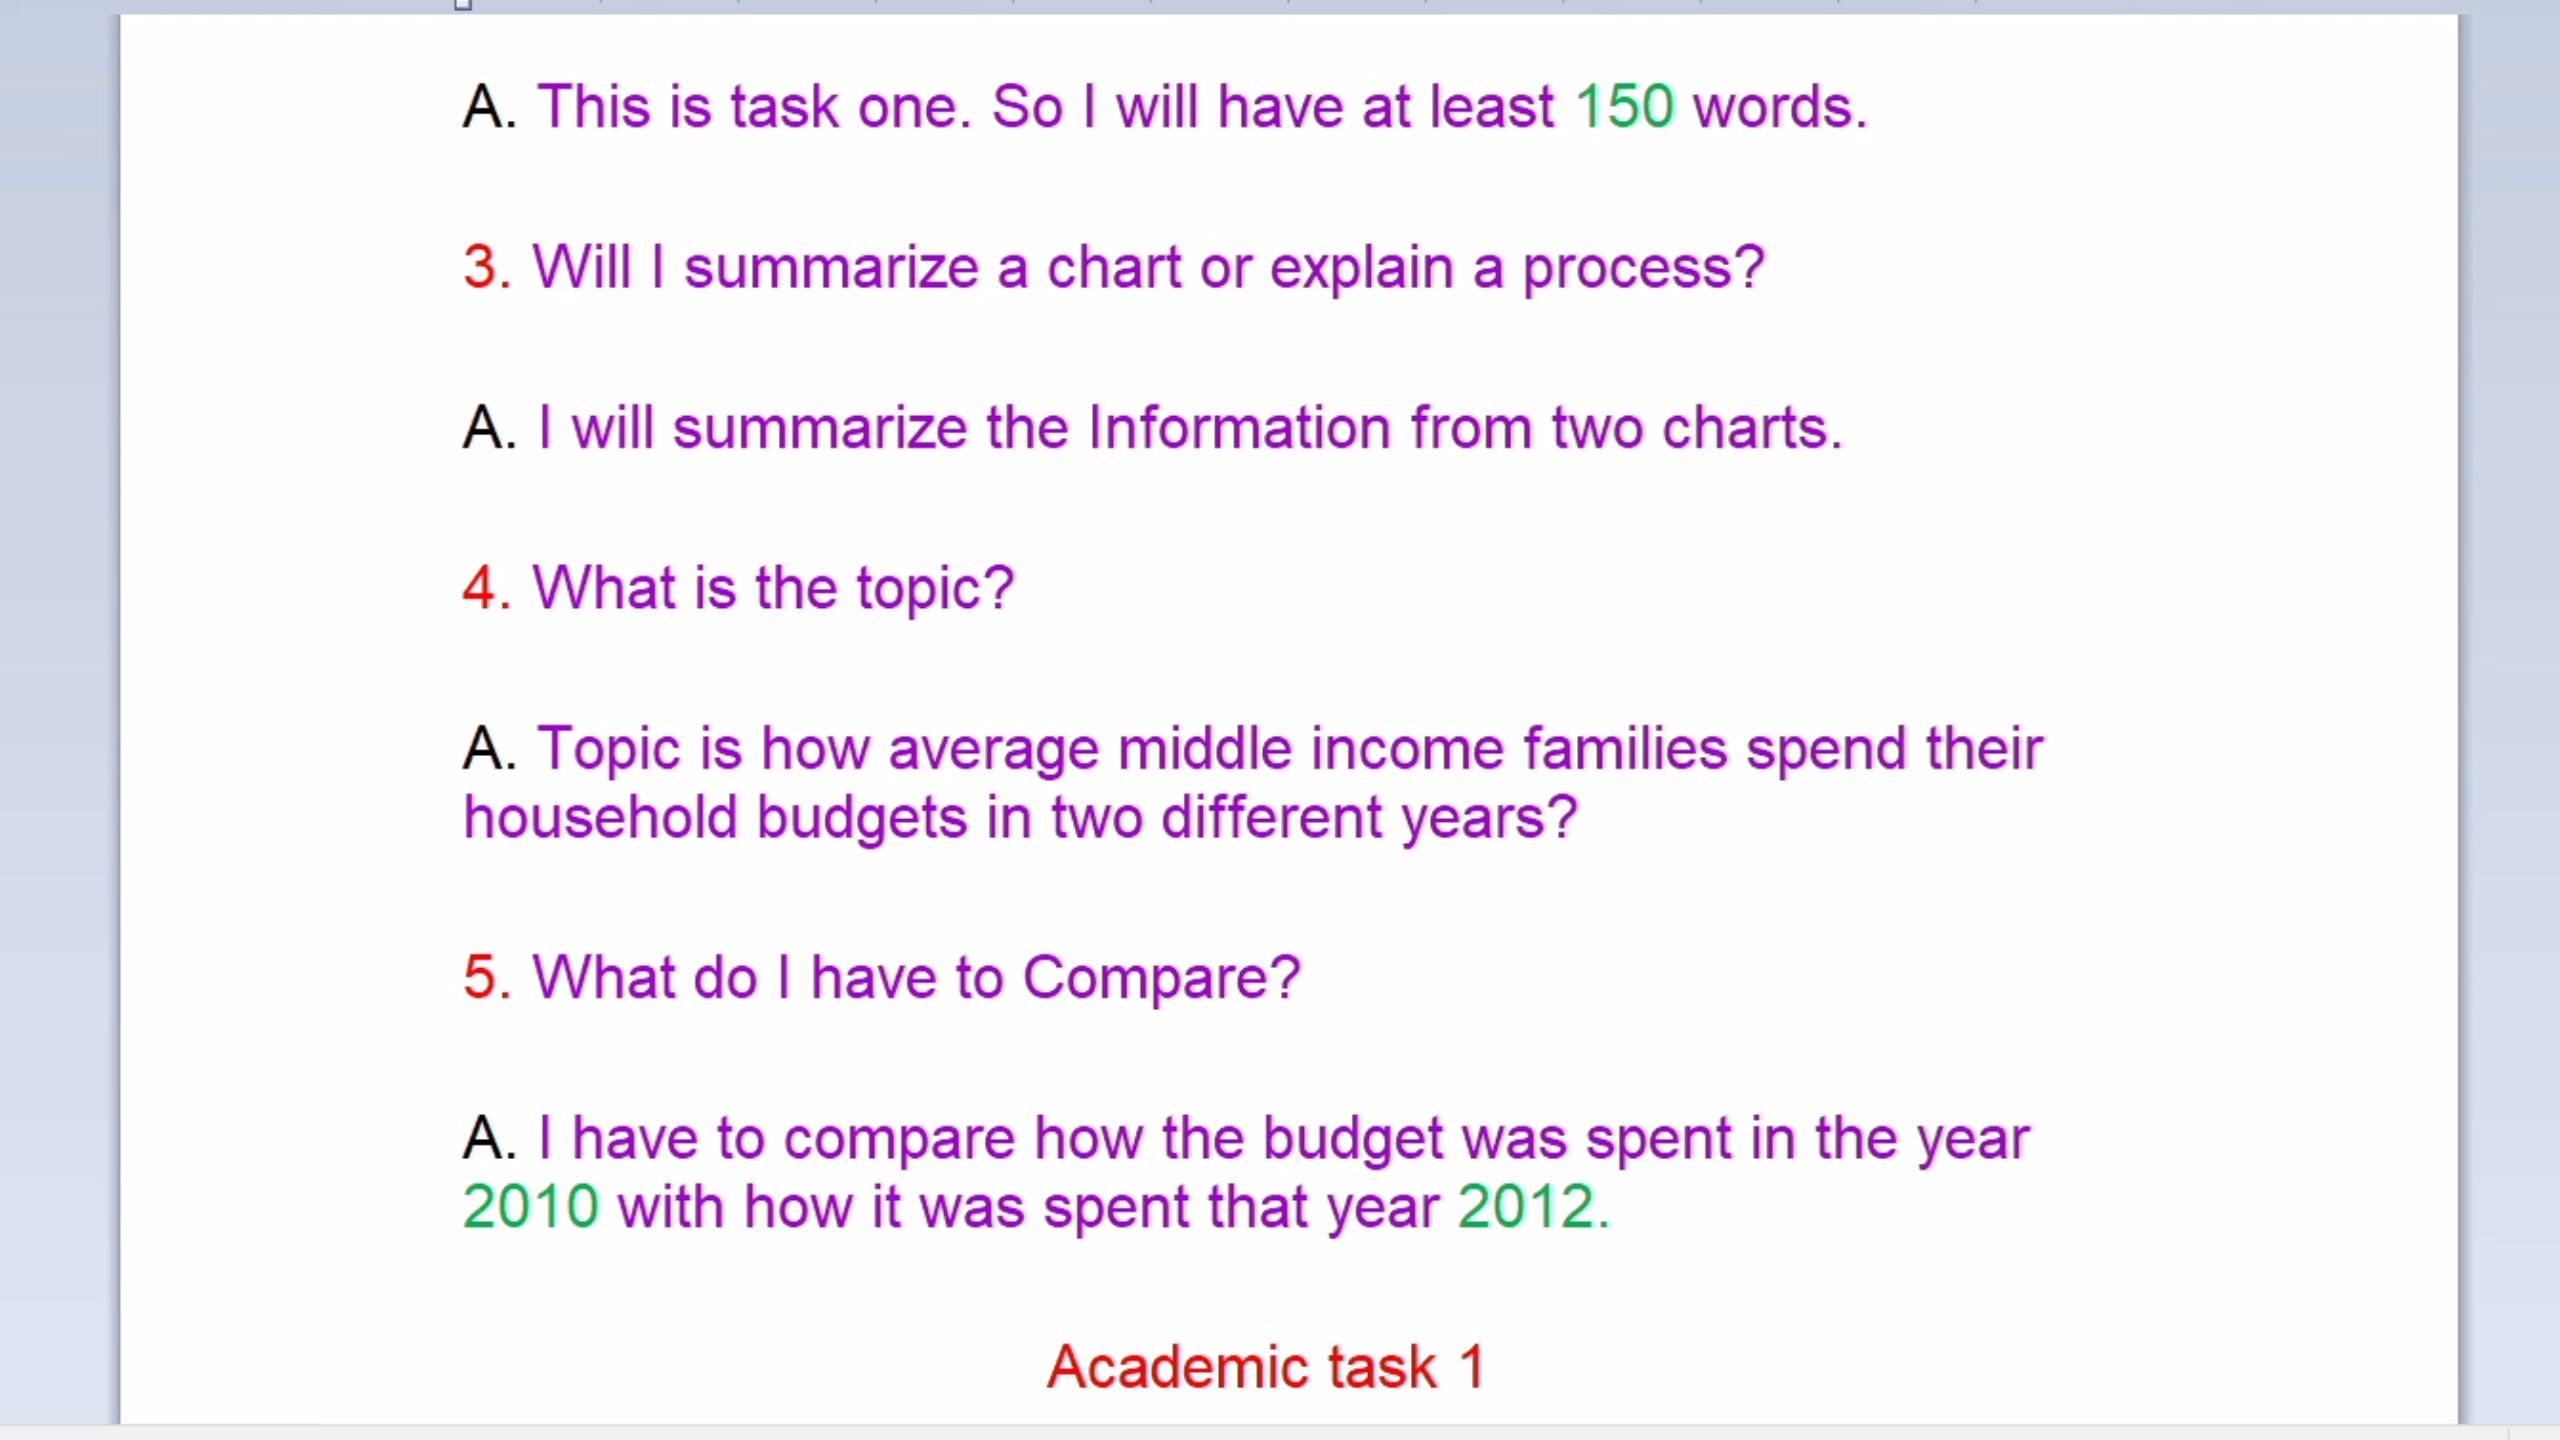 A. This is task one. So I will have at least 150 words.
3. Will I summarize a chart or explain a process?
A. I will summarize the Information from two charts.
4. What is the topic?
A. Topic is how average middle income families spend their
household budgets in two different years?
5. What do I have to Compare?
A. I have to compare how the budget was spent in the year
2010 with how it was spent that year 2012.
Academic task 1